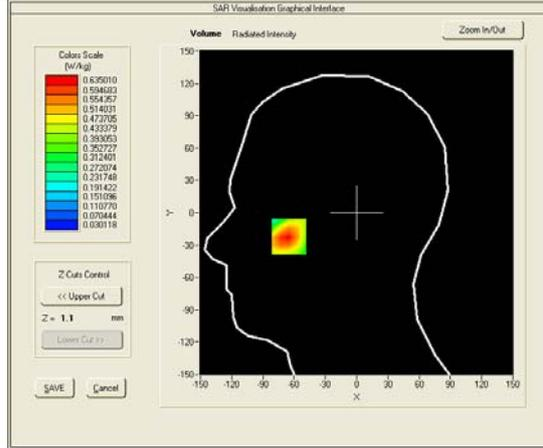 SAR Visualisation Graphical Interface
Volume Radiated Intensity
Zoom In/Out
Colors Scale
(W/kg)
0.635010
0.594683
0.554357
0.514031
0.473705
0.433379
0.393053
0.352727
0.312401
0.272074
0.231748
0.191422
0.151096
0.110770
0.070444
0.030118
Z Cuts Control
<< Upper Cut
Z = 1.1 mm
Lower Cut >>
SAVE
Cancel
150
120
90
60
30
0
-30
-60
-90
-120
-150
Y
-150 -120 -90 -60 -30 0 30 60 90 120 150
X